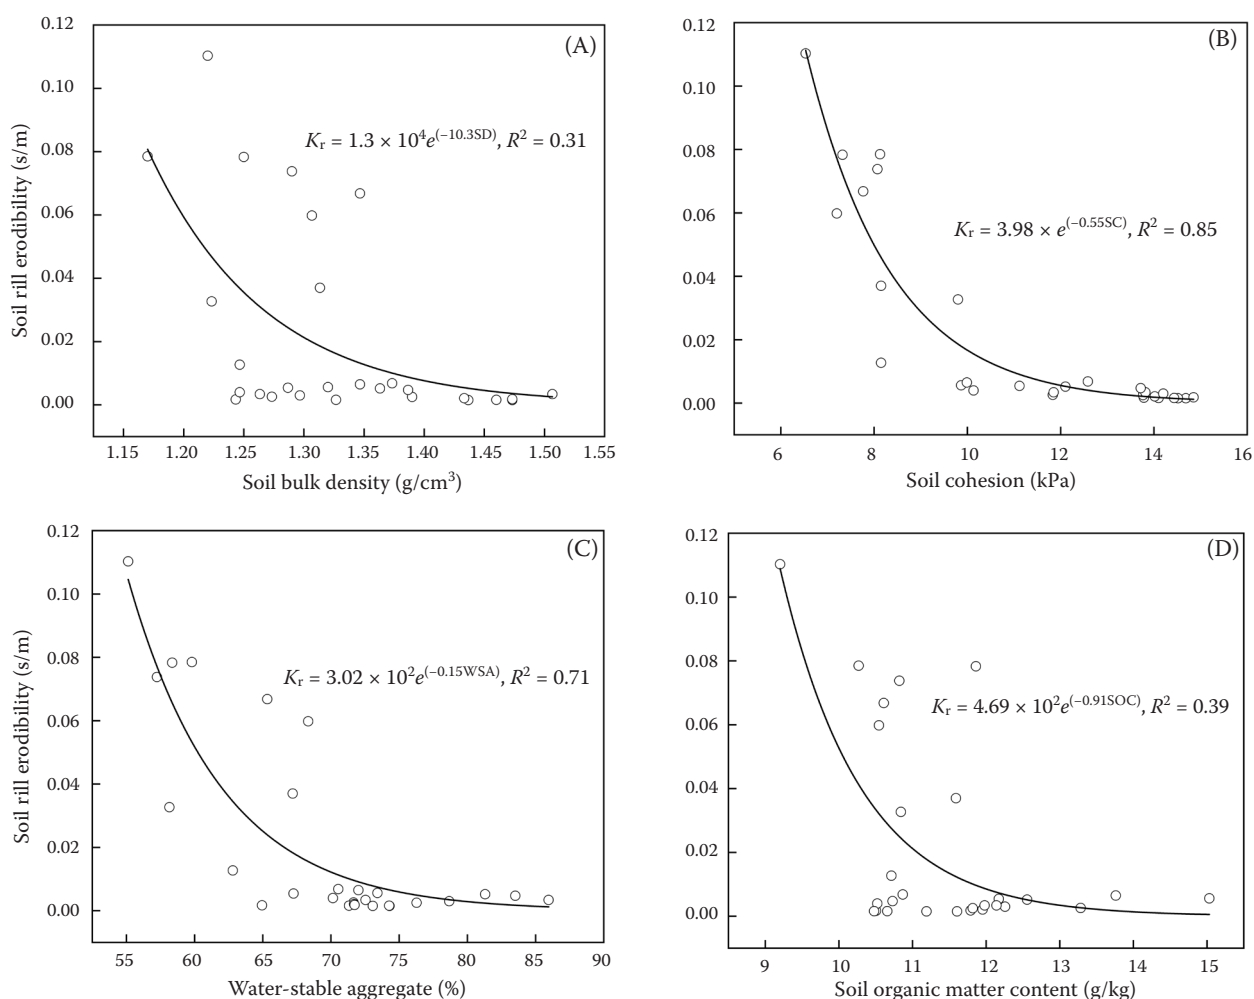 (A)
Soil rill erodibility (s/m)
0.12
0.10
0.08
0.06
0.04
0.02
0.00
Kr = 1.3 × 10⁴e^(−10.3SD), R² = 0.31
1.15 1.20 1.25 1.30 1.35 1.40 1.45 1.50 1.55
Soil bulk density (g/cm³)
(B)
0.12
0.10
0.08
0.06
0.04
0.02
0.00
Kr = 3.98 × e^(−0.55SC), R² = 0.85
6 8 10 12 14 16
Soil cohesion (kPa)
(C)
Soil rill erodibility (s/m)
0.12
0.10
0.08
0.06
0.04
0.02
0.00
Kr = 3.02 × 10²e^(−0.15WSA), R² = 0.71
55 60 65 70 75 80 85 90
Water-stable aggregate (%)
(D)
0.12
0.10
0.08
0.06
0.04
0.02
0.00
Kr = 4.69 × 10²e^(−0.91SOC), R² = 0.39
9 10 11 12 13 14 15
Soil organic matter content (g/kg)